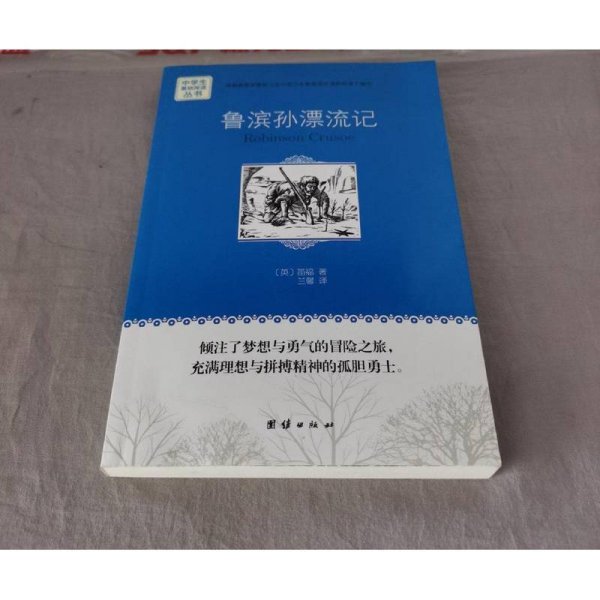 中学生
基础阅读
丛书
鲁滨孙漂流记
Robinson Crusoe
（英）笛福 著
兰馨 译
倾注了梦想与勇气的冒险之旅，
充满理想与拼搏精神的孤胆勇士。
团结出版社